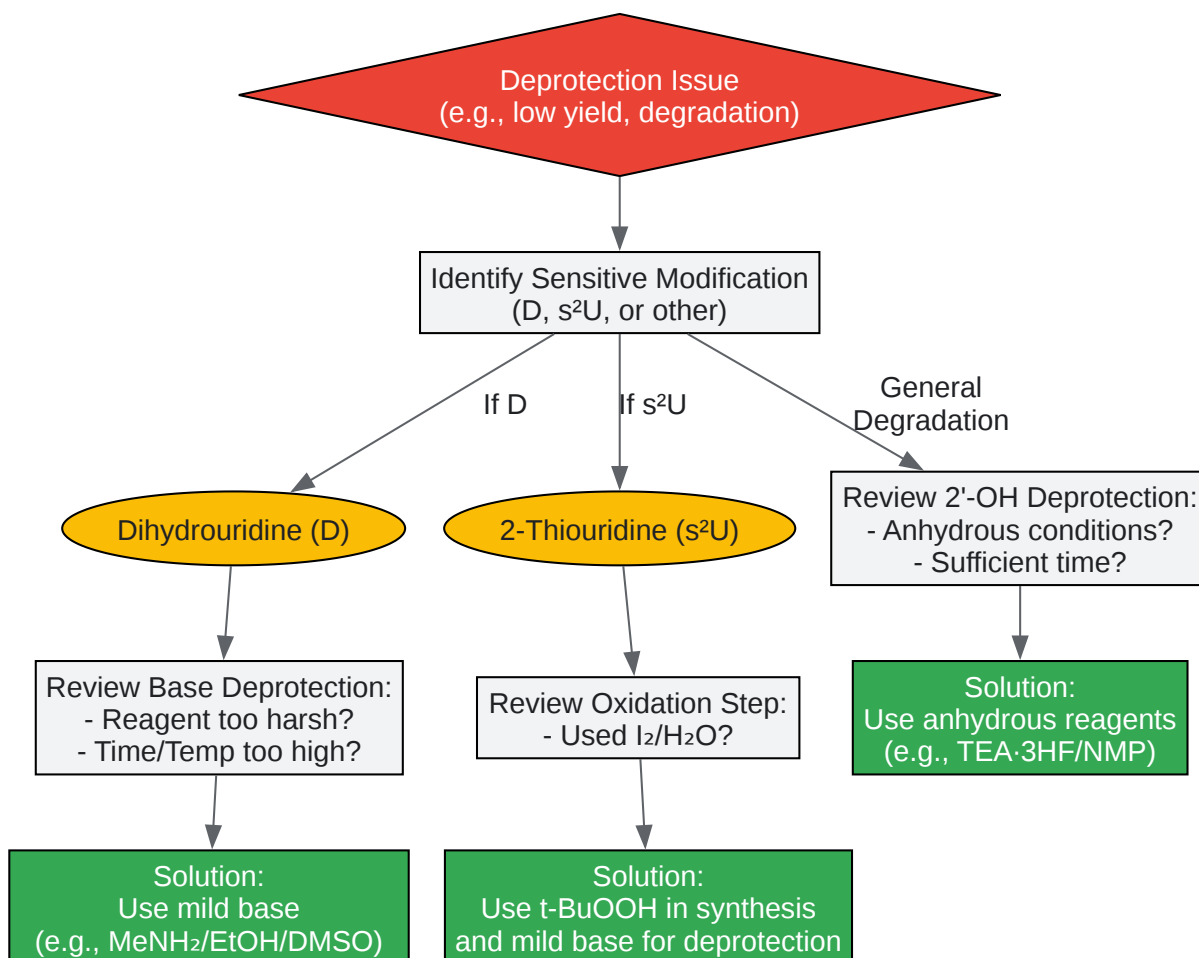 Deprotection Issue
(e.g., low yield, degradation)
Identify Sensitive Modification
(D, s²U, or other)
If D
If s²U
General
Degradation
Dihydrouridine (D)
2-Thiouridine (s²U)
Review 2'-OH Deprotection:
- Anhydrous conditions?
- Sufficient time?
Review Base Deprotection:
- Reagent too harsh?
- Time/Temp too high?
Review Oxidation Step:
- Used I₂/H₂O?
Solution:
Use anhydrous reagents
(e.g., TEA·3HF/NMP)
Solution:
Use mild base
(e.g., MeNH₂/EtOH/DMSO)
Solution:
Use t-BuOOH in synthesis
and mild base for deprotection